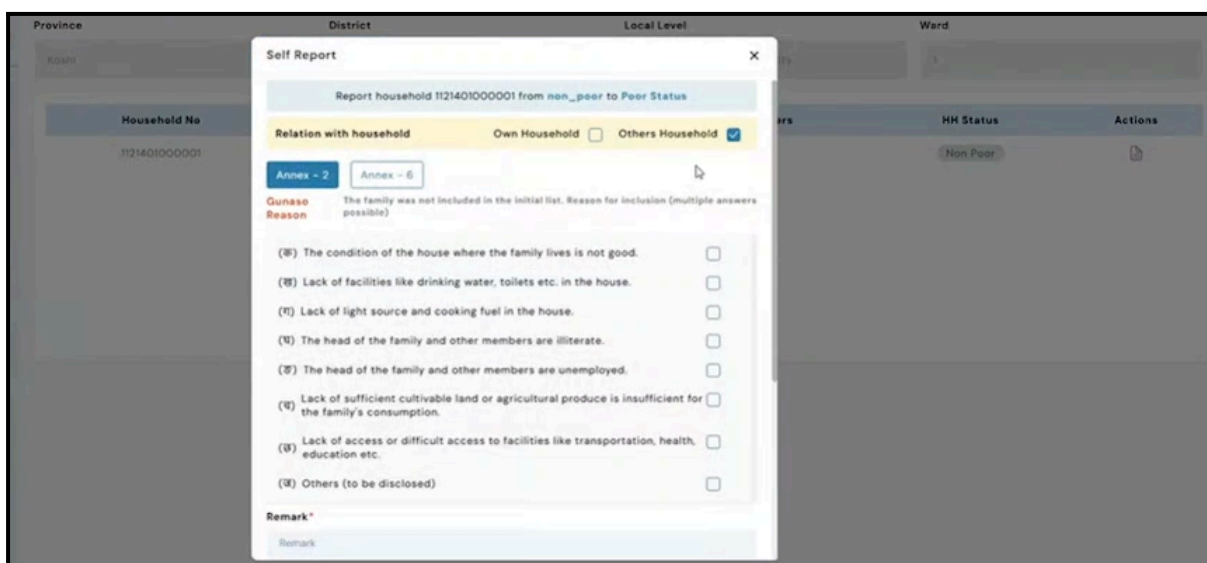 Province District Local Level Ward
Koshi 1
Self Report ×
Report household 1121401000001 from non_poor to Poor Status
Household No HH Status Actions
Relation with household Own Household Others Household
1121401000001 Non Poor
Annex - 2 Annex - 6
Gunaso Reason
The family was not included in the initial list. Reason for inclusion (multiple answers
possible)
(क) The condition of the house where the family lives is not good.
(ख) Lack of facilities like drinking water, toilets etc. in the house.
(ग) Lack of light source and cooking fuel in the house.
(घ) The head of the family and other members are illiterate.
(ङ) The head of the family and other members are unemployed.
(च) Lack of sufficient cultivable land or agricultural produce is insufficient for
the family's consumption.
(छ) Lack of access or difficult access to facilities like transportation, health,
education etc.
(ज) Others (to be disclosed)
Remark*
Remark